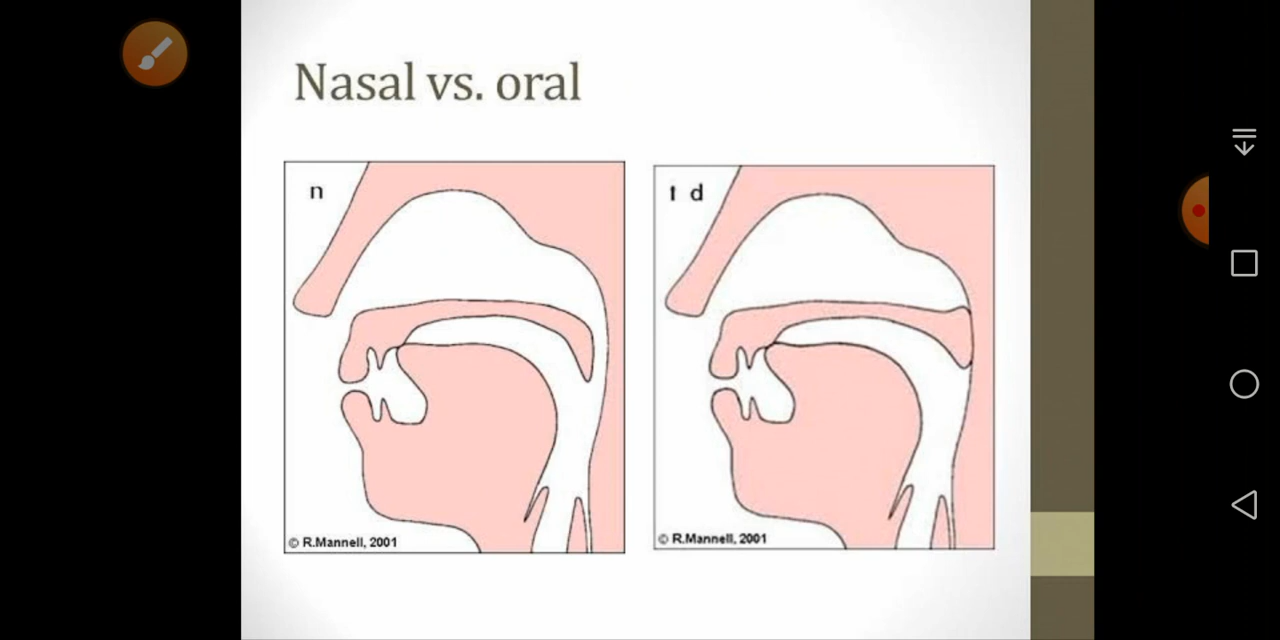 Nasal vs. oral
n
t d
© R.Mannell, 2001
© R.Mannell, 2001